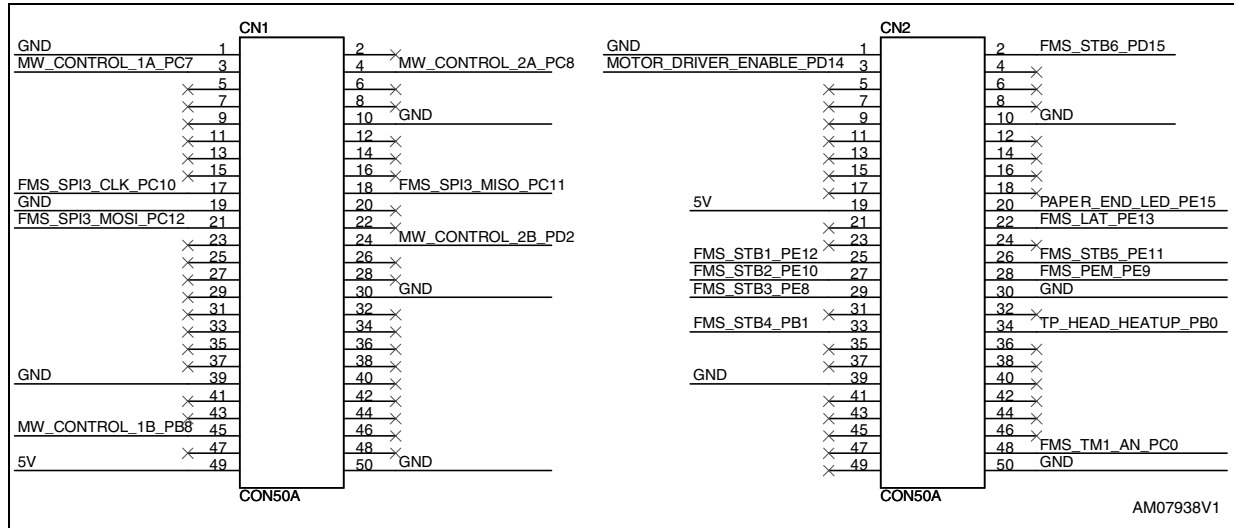 CN1
GND 1 2
MW_CONTROL_1A_PC7 3 4 MW_CONTROL_2A_PC8
5 6
7 8
9 10 GND
11 12
13 14
15 16
FMS_SPI3_CLK_PC10 17 18 FMS_SPI3_MISO_PC11
GND 19 20
FMS_SPI3_MOSI_PC12 21 22
23 24 MW_CONTROL_2B_PD2
25 26
27 28
29 30 GND
31 32
33 34
35 36
37 38
GND 39 40
41 42
43 44
MW_CONTROL_1B_PB8 45 46
47 48
5V 49 50 GND
CON50A
CN2
GND 1 2 FMS_STB6_PD15
MOTOR_DRIVER_ENABLE_PD14 3 4
5 6
7 8
9 10 GND
11 12
13 14
15 16
17 18
5V 19 20 PAPER_END_LED_PE15
21 22 FMS_LAT_PE13
23 24
FMS_STB1_PE12 25 26 FMS_STB5_PE11
FMS_STB2_PE10 27 28 FMS_PEM_PE9
FMS_STB3_PE8 29 30 GND
31 32
FMS_STB4_PB1 33 34 TP_HEAD_HEATUP_PB0
35 36
37 38
GND 39 40
41 42
43 44
45 46
47 48 FMS_TM1_AN_PC0
49 50 GND
CON50A
AM07938V1